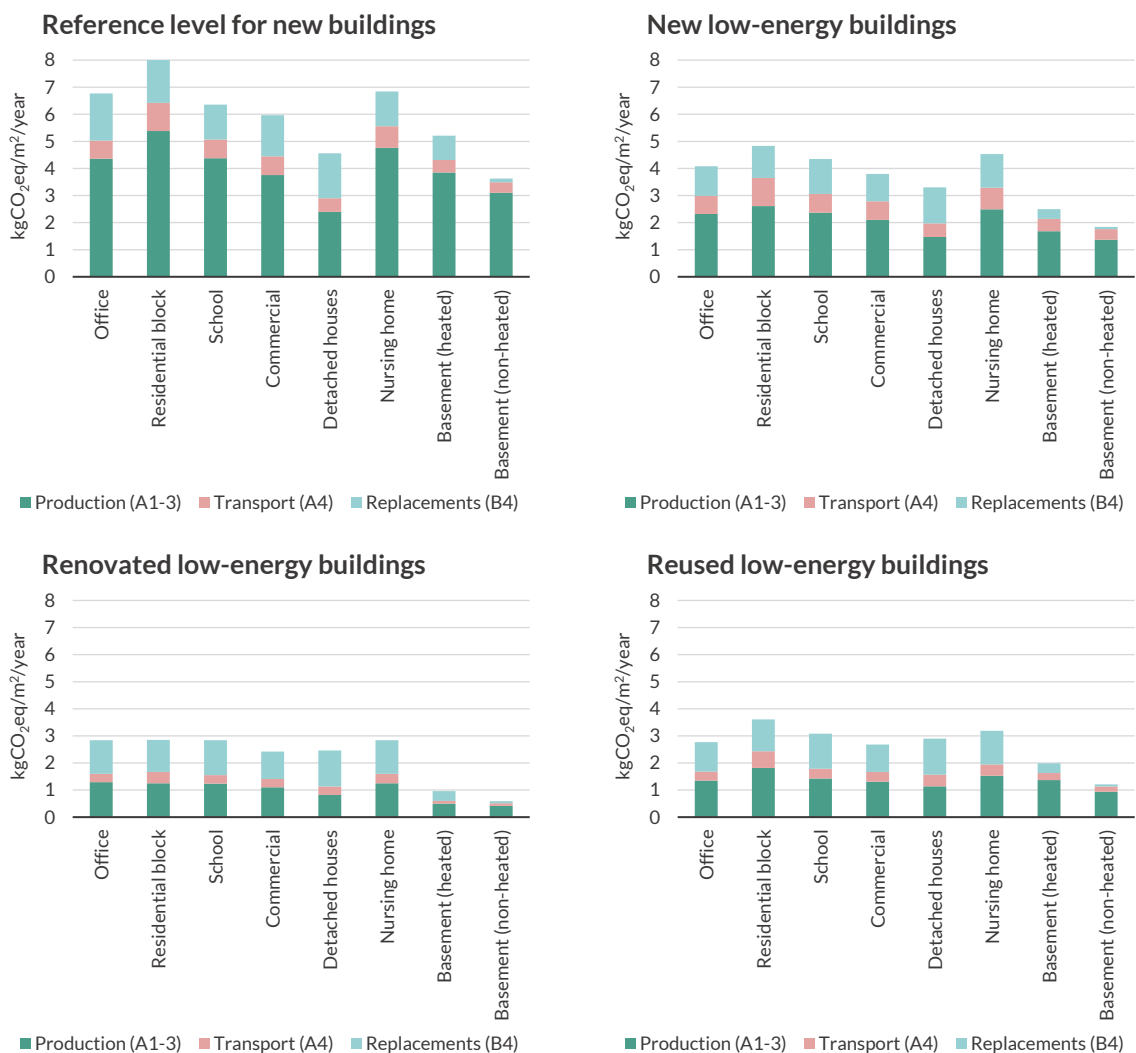 Reference level for new buildings
kgCO₂eq/m²/year
8
7
6
5
4
3
2
1
0
Office
Residential block
School
Commercial
Detached houses
Nursing home
Basement (heated)
Basement (non-heated)
Production (A1-3) Transport (A4) Replacements (B4)
New low-energy buildings
kgCO₂eq/m²/year
8
7
6
5
4
3
2
1
0
Office
Residential block
School
Commercial
Detached houses
Nursing home
Basement (heated)
Basement (non-heated)
Production (A1-3) Transport (A4) Replacements (B4)
Renovated low-energy buildings
kgCO₂eq/m²/year
8
7
6
5
4
3
2
1
0
Office
Residential block
School
Commercial
Detached houses
Nursing home
Basement (heated)
Basement (non-heated)
Production (A1-3) Transport (A4) Replacements (B4)
Reused low-energy buildings
kgCO₂eq/m²/year
8
7
6
5
4
3
2
1
0
Office
Residential block
School
Commercial
Detached houses
Nursing home
Basement (heated)
Basement (non-heated)
Production (A1-3) Transport (A4) Replacements (B4)